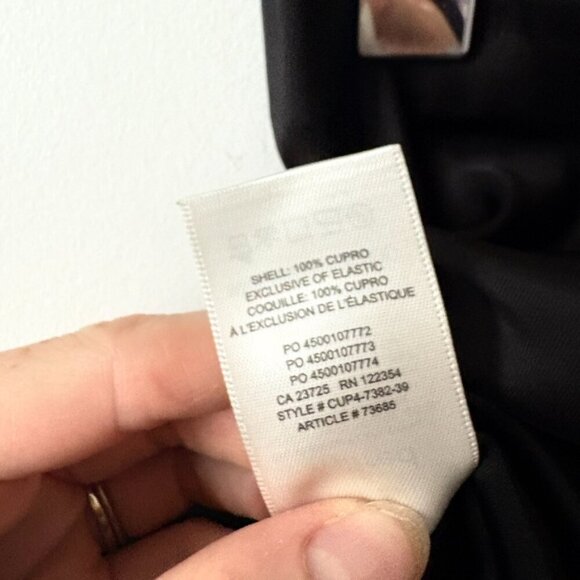 SHELL: 100% CUPRO
EXCLUSIVE OF ELASTIC
COQUILLE: 100% CUPRO
À L'EXCLUSION DE L'ÉLASTIQUE
PO 4500107772
PO 4500107773
PO 4500107774
CA 23725 RN 122354
STYLE # CUP4-7382-39
ARTICLE # 73685